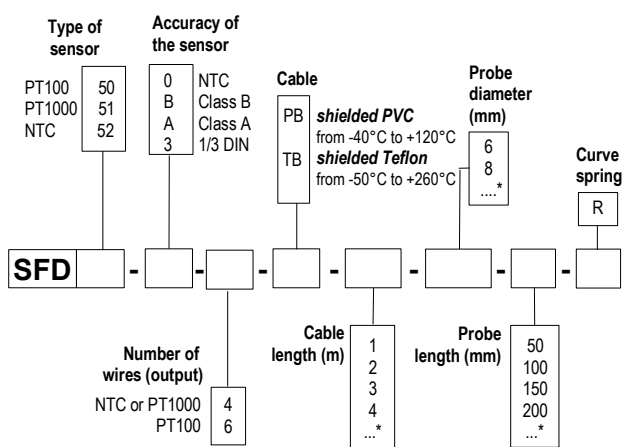 Type of
sensor
PT100 50
PT1000 51
NTC 52
Accuracy of
the sensor
0 NTC
B Class B
A Class A
3 1/3 DIN
Cable
PB shielded PVC
from -40°C to +120°C
TB shielded Teflon
from -50°C to +260°C
Probe
diameter
(mm)
6
8
....*
Curve
spring
R
SFD - - - - - - -
Number of
wires (output)
NTC or PT1000 4
PT100 6
Cable
length (m)
1
2
3
4
...*
Probe
length (mm)
50
100
150
200
...*